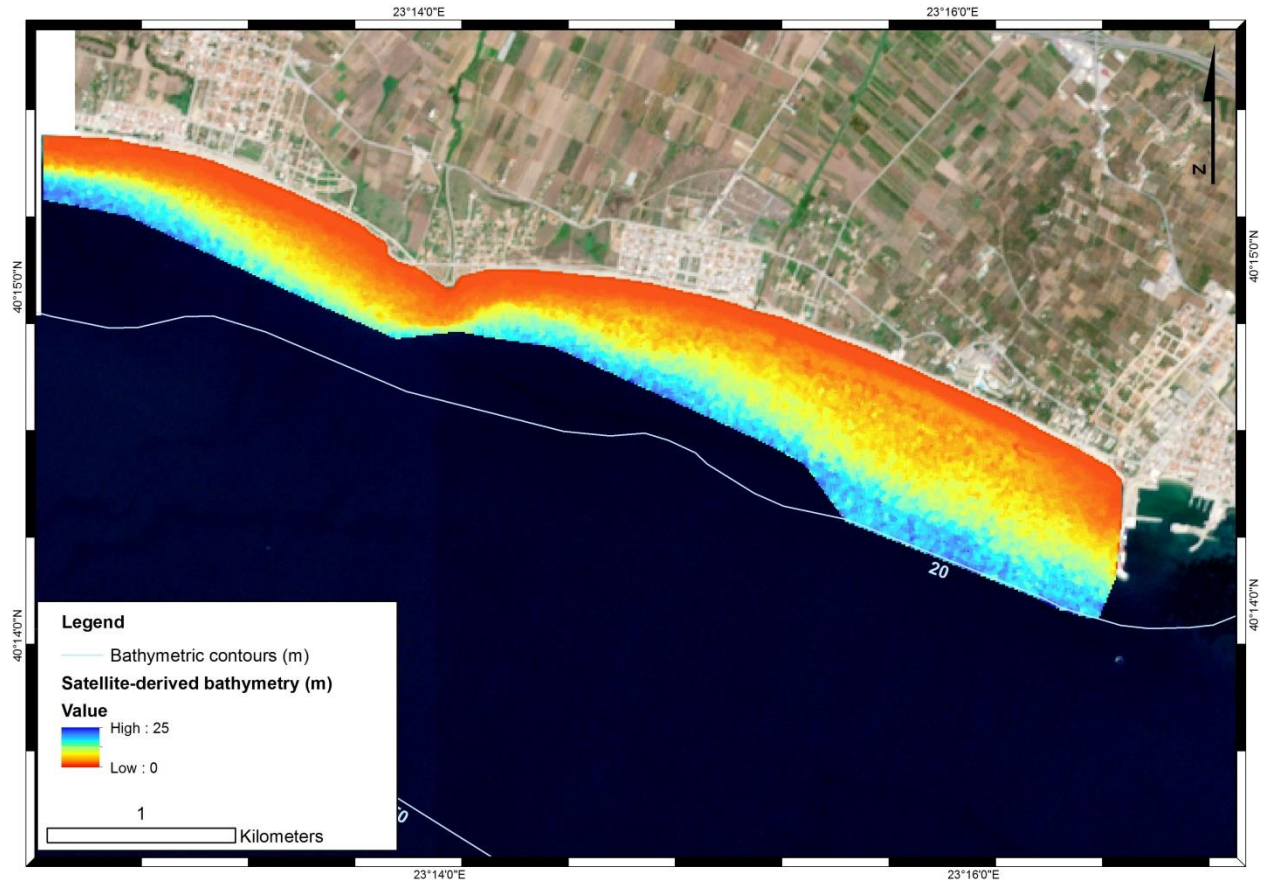 23°14'0"E
23°16'0"E
N
40°15'0"N
40°15'0"N
20
40°14'0"N
40°14'0"N
Legend
Bathymetric contours (m)
Satellite-derived bathymetry (m)
Value
High : 25
Low : 0
1
Kilometers
23°14'0"E
23°16'0"E